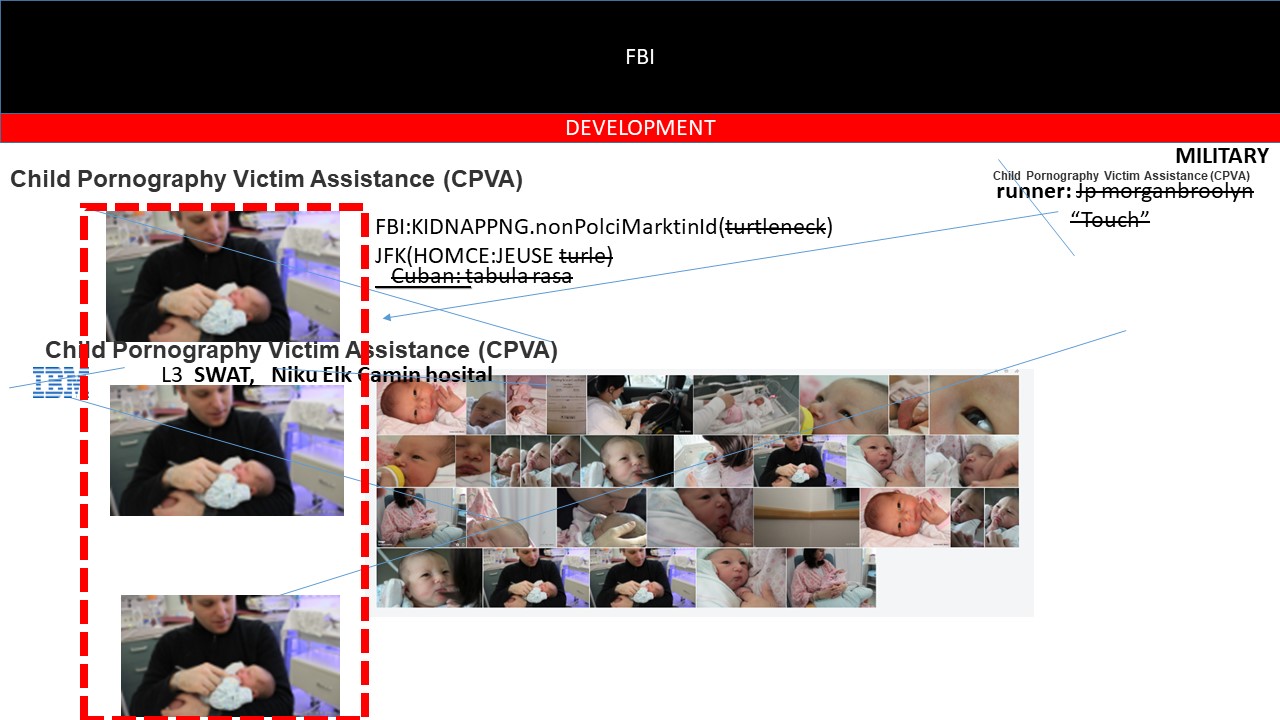 FBI
DEVELOPMENT
MILITARY
Child Pornography Victim Assistance (CPVA)
Child Pornography Victim Assistance (CPVA)
runner: Jp morganbroolyn
“Touch”
FBI:KIDNAPPNG.nonPolciMarktinId(turtleneck)
JFK(HOMCE:JEUSE turle)
Cuban: tabula rasa
Child Pornography Victim Assistance (CPVA)
IBM
L3 SWAT, Niku Elk Camin hosital